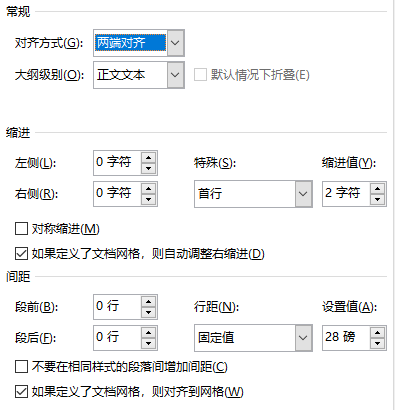 常规
对齐方式(G): 两端对齐
大纲级别(O): 正文文本 默认情况下折叠(E)
缩进
左侧(L): 0 字符 特殊(S): 缩进值(Y):
右侧(R): 0 字符 首行 2 字符
对称缩进(M)
如果定义了文档网格，则自动调整右缩进(D)
间距
段前(B): 0 行 行距(N): 设置值(A):
段后(F): 0 行 固定值 28 磅
不要在相同样式的段落间增加间距(C)
如果定义了文档网格，则对齐到网格(W)